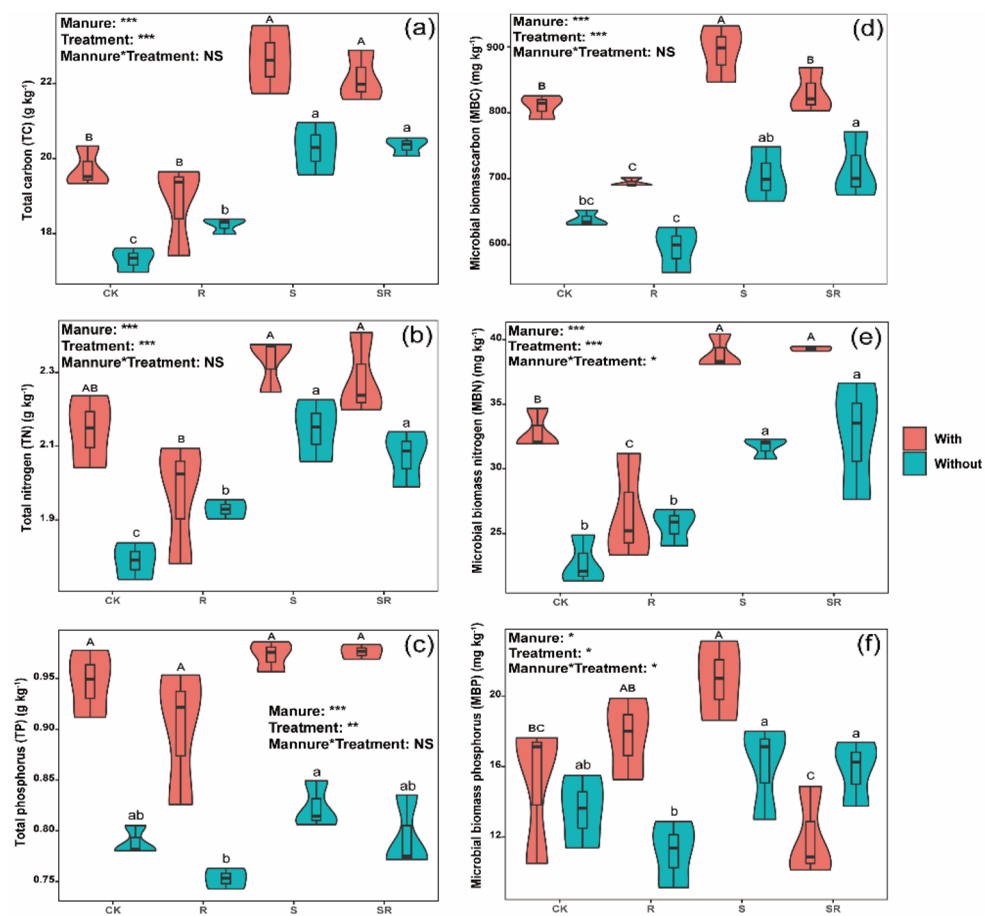 (a)
Manure: ***
Treatment: ***
Mannure*Treatment: NS
Total carbon (TC) (g kg⁻¹)
22
20
18
B
c
B
b
A
a
A
a
CK
R
S
SR
(d)
Manure: ***
Treatment: ***
Mannure*Treatment: NS
Microbial biomasscarbon (MBC) (mg kg⁻¹)
900
800
700
600
B
bc
C
c
A
ab
B
a
CK
R
S
SR
(b)
Manure: ***
Treatment: ***
Mannure*Treatment: NS
Total nitrogen (TN) (g kg⁻¹)
2.3
2.1
1.9
AB
c
B
b
A
a
A
a
CK
R
S
SR
(e)
Manure: ***
Treatment: ***
Mannure*Treatment: *
Microbial biomass nitrogen (MBN) (mg kg⁻¹)
40
35
30
25
B
b
C
b
A
a
A
a
CK
R
S
SR
With
Without
(c)
Manure: ***
Treatment: **
Mannure*Treatment: NS
Total phosphorus (TP) (g kg⁻¹)
0.95
0.90
0.85
0.80
0.75
A
ab
A
b
A
a
A
ab
CK
R
S
SR
(f)
Manure: *
Treatment: *
Mannure*Treatment: *
Microbial biomass phosphorus (MBP) (mg kg⁻¹)
20
16
12
BC
ab
AB
b
A
a
C
a
CK
R
S
SR